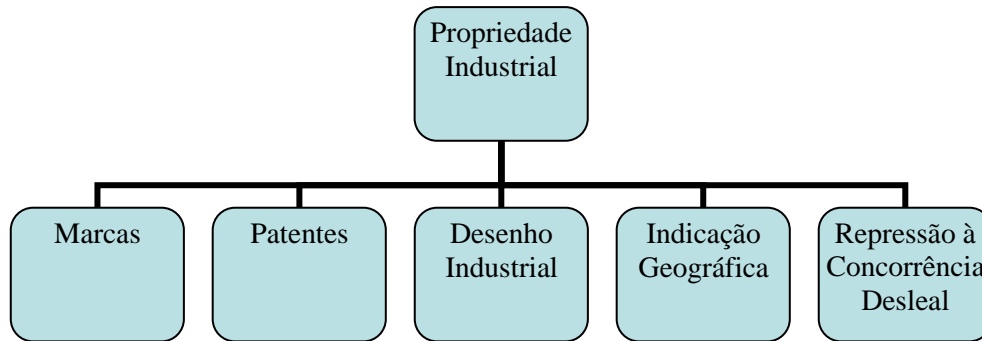 Propriedade
Industrial
Marcas
Patentes
Desenho
Industrial
Indicação
Geográfica
Repressão à
Concorrência
Desleal